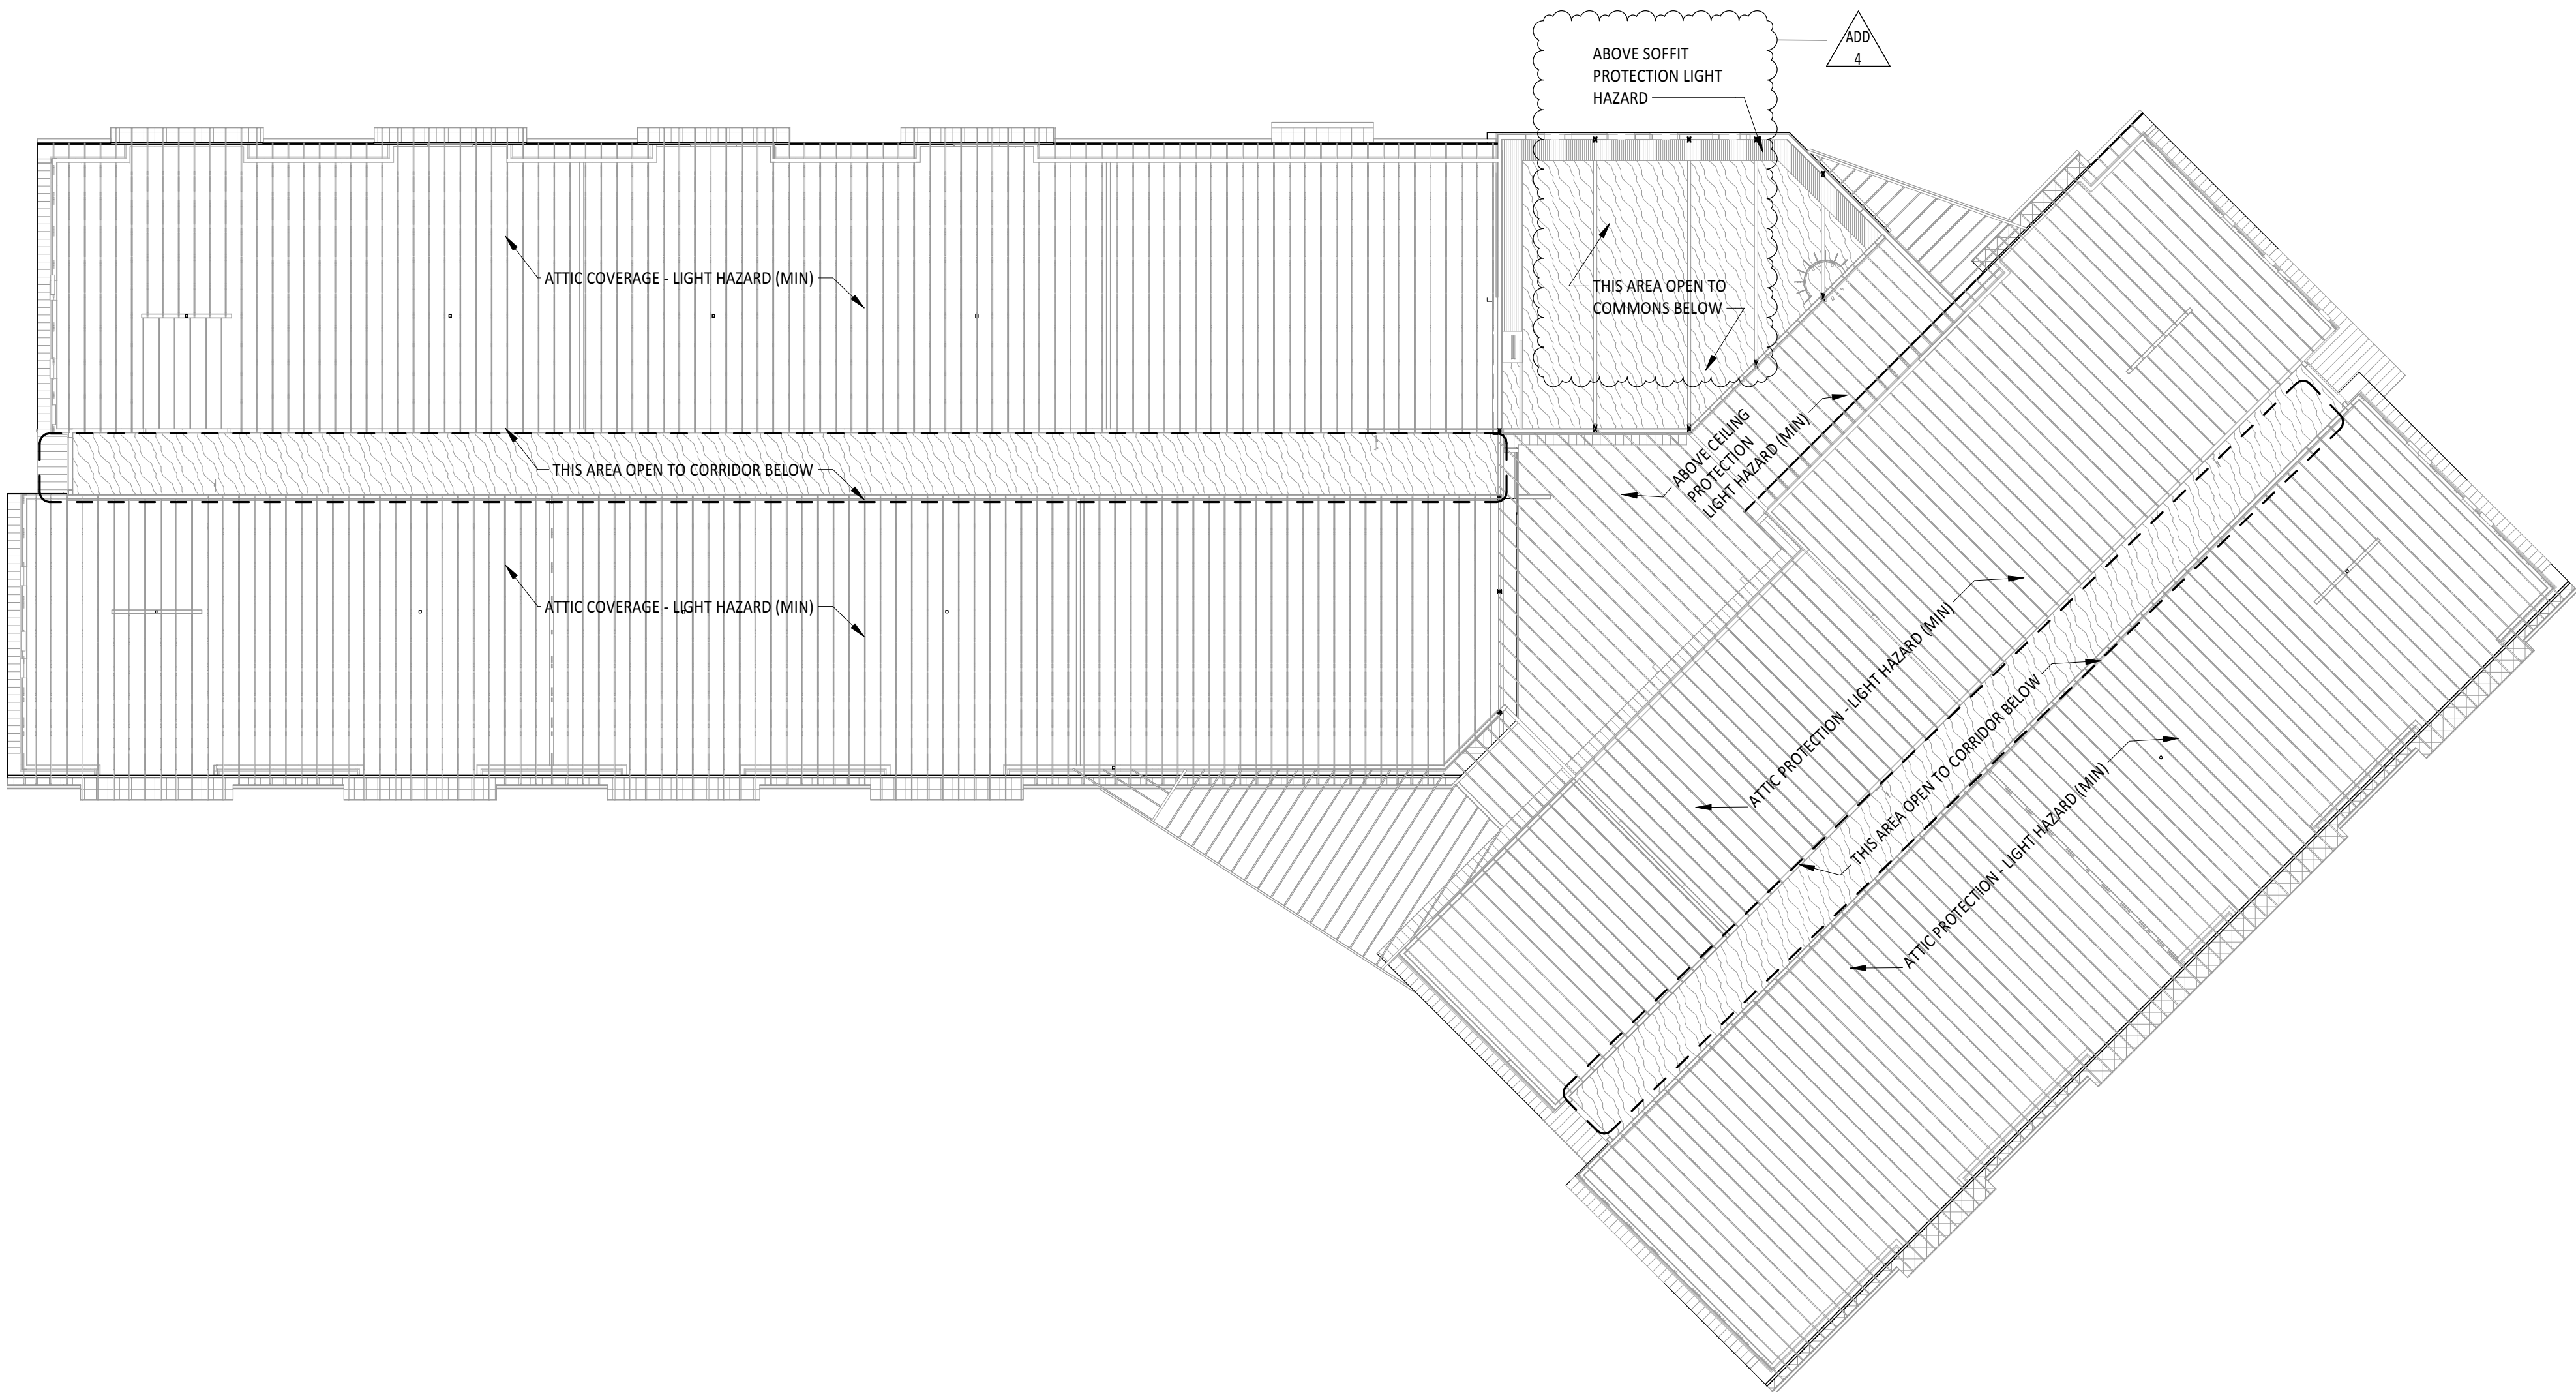 ABOVE SOFFIT
PROTECTION LIGHT
HAZARD
ADD
4
ATTIC COVERAGE - LIGHT HAZARD (MIN)
THIS AREA OPEN TO
COMMONS BELOW
ABOVE CEILING
PROTECTION
LIGHT HAZARD (MIN)
THIS AREA OPEN TO CORRIDOR BELOW
ATTIC COVERAGE - LIGHT HAZARD (MIN)
ATTIC PROTECTION - LIGHT HAZARD (MIN)
THIS AREA OPEN TO CORRIDOR BELOW
ATTIC PROTECTION - LIGHT HAZARD (MIN)